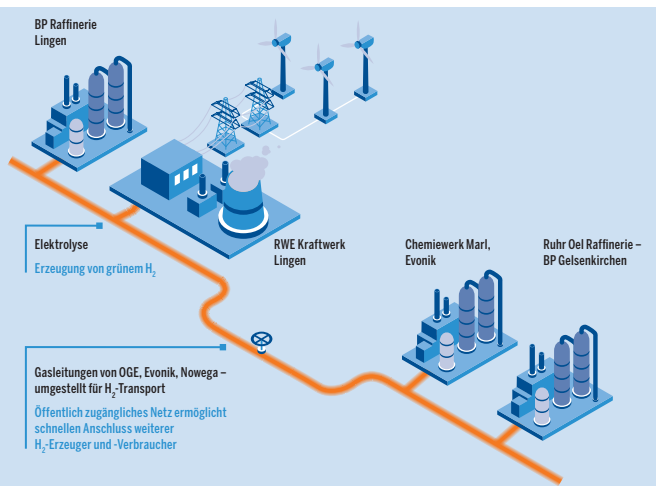 BP Raffinerie
Lingen
Elektrolyse
Erzeugung von grünem H₂
RWE Kraftwerk
Lingen
Chemiewerk Marl,
Evonik
Ruhr Oel Raffinerie –
BP Gelsenkirchen
Gasleitungen von OGE, Evonik, Nowega –
umgestellt für H₂-Transport
Öffentlich zugängliches Netz ermöglicht
schnellen Anschluss weiterer
H₂-Erzeuger und -Verbraucher